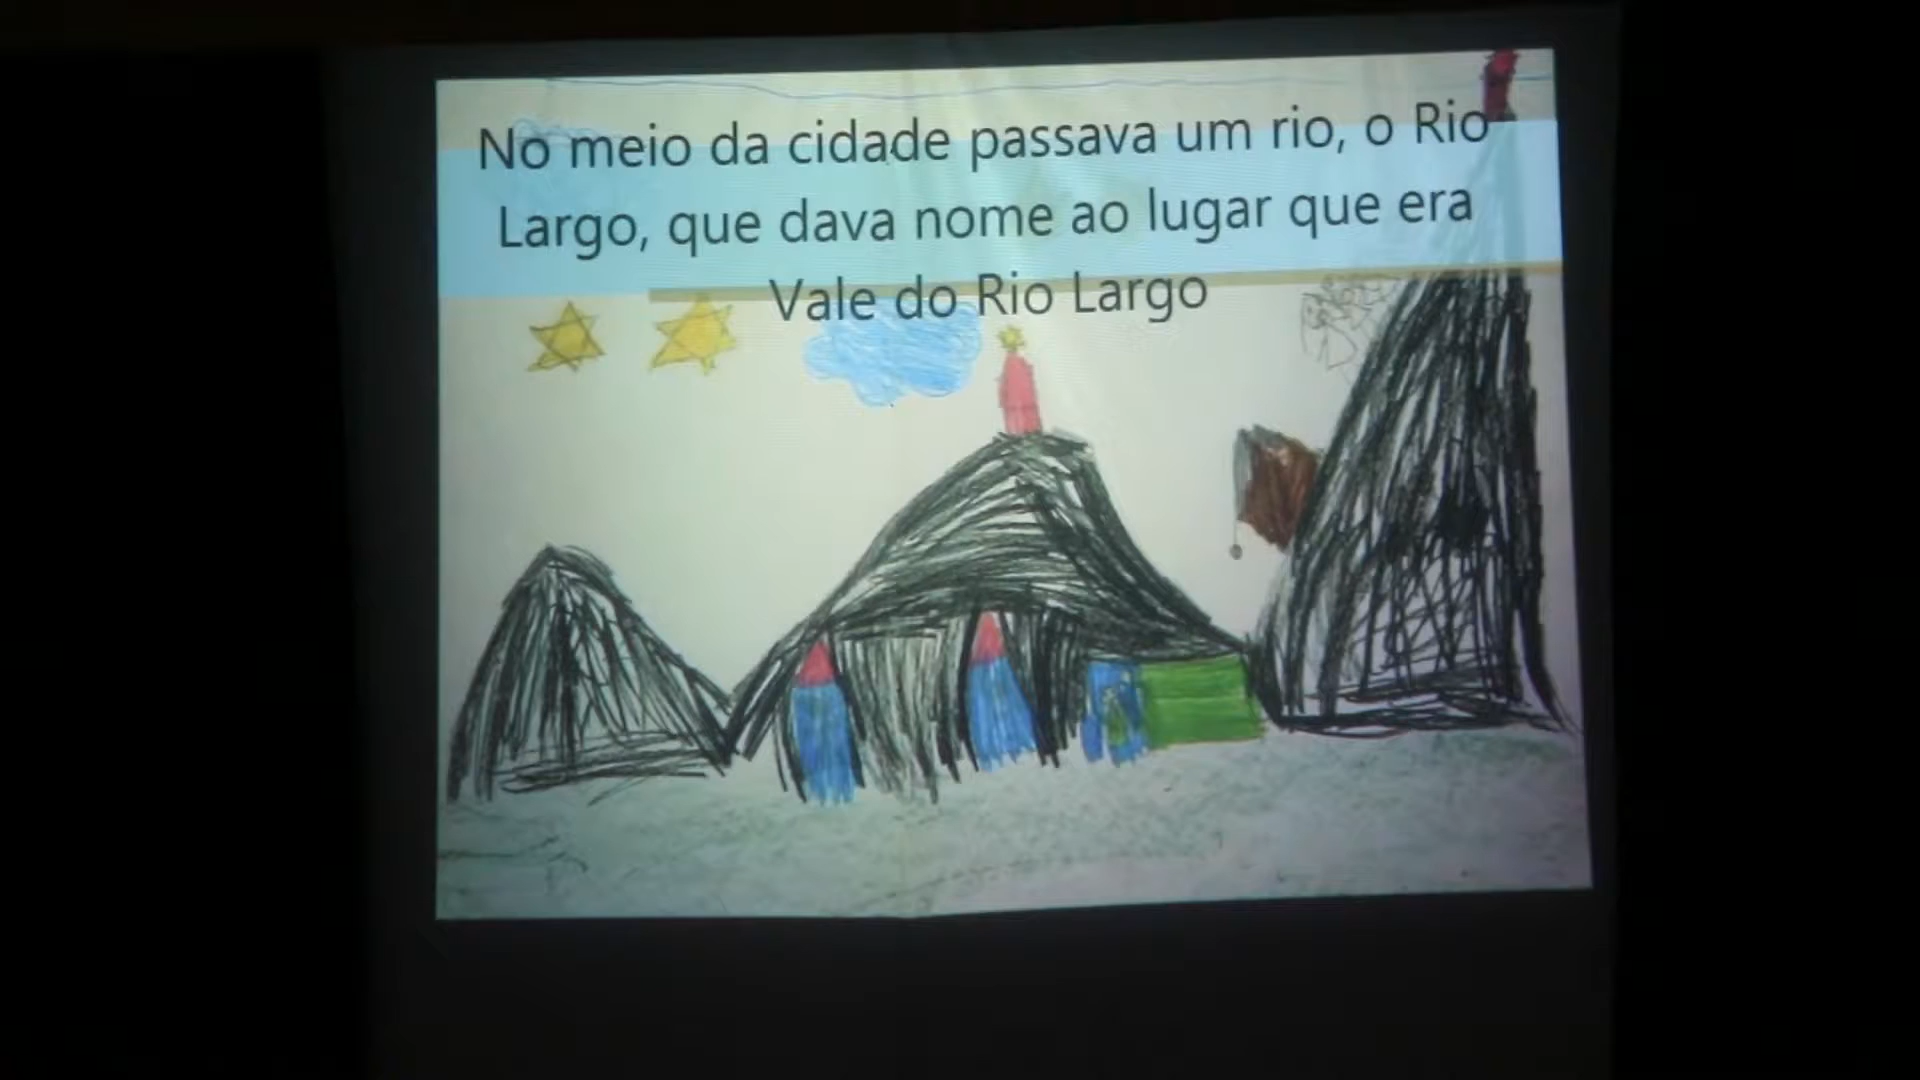 No meio da cidade passava um rio, o Rio
Largo, que dava nome ao lugar que era
Vale do Rio Largo